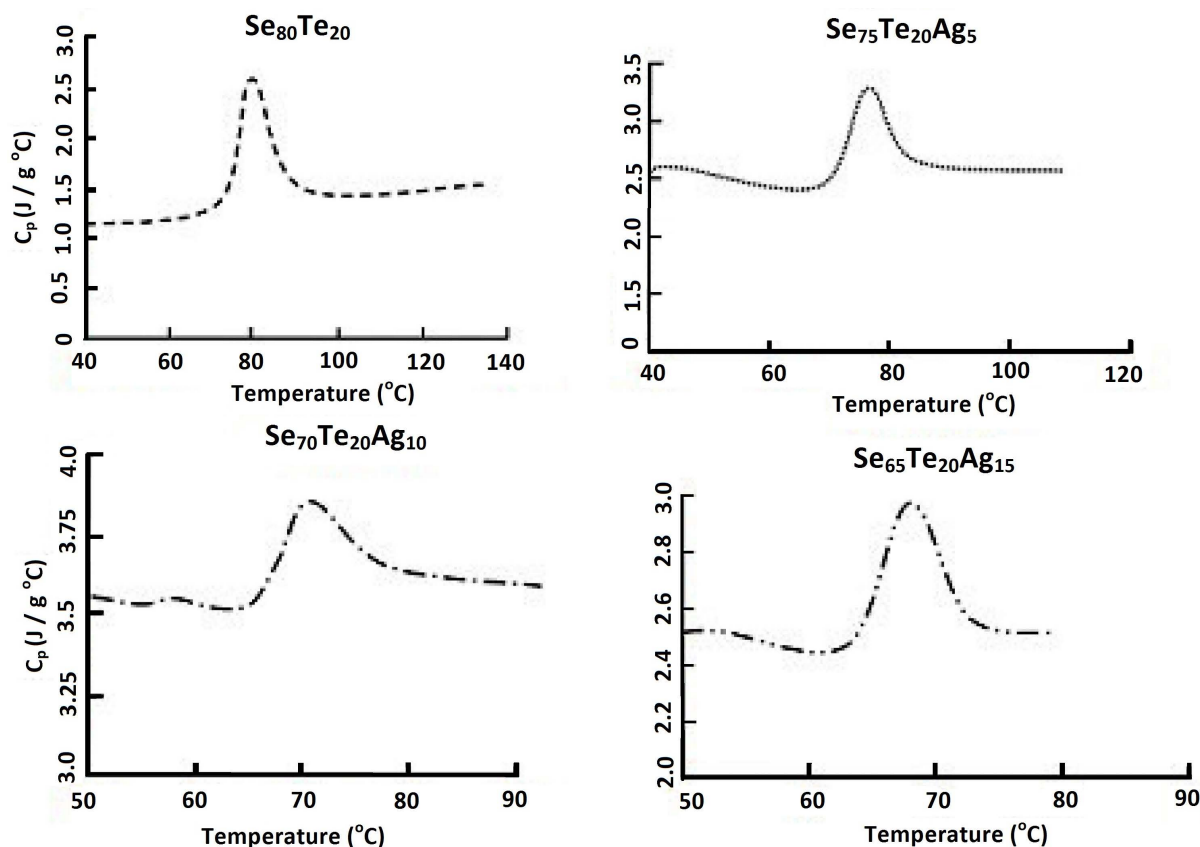 Se₈₀Te₂₀
C_p (J / g °C)
3.0
2.5
2.0
1.5
1.0
0.5
0
40 60 80 100 120 140
Temperature (°C)
Se₇₅Te₂₀Ag₅
3.5
3.0
2.5
2.0
1.5
0
40 60 80 100 120
Temperature (°C)
Se₇₀Te₂₀Ag₁₀
C_p (J / g °C)
4.0
3.75
3.5
3.25
3.0
50 60 70 80 90
Temperature (°C)
Se₆₅Te₂₀Ag₁₅
3.0
2.8
2.6
2.4
2.2
2.0
50 60 70 80 90
Temperature (°C)